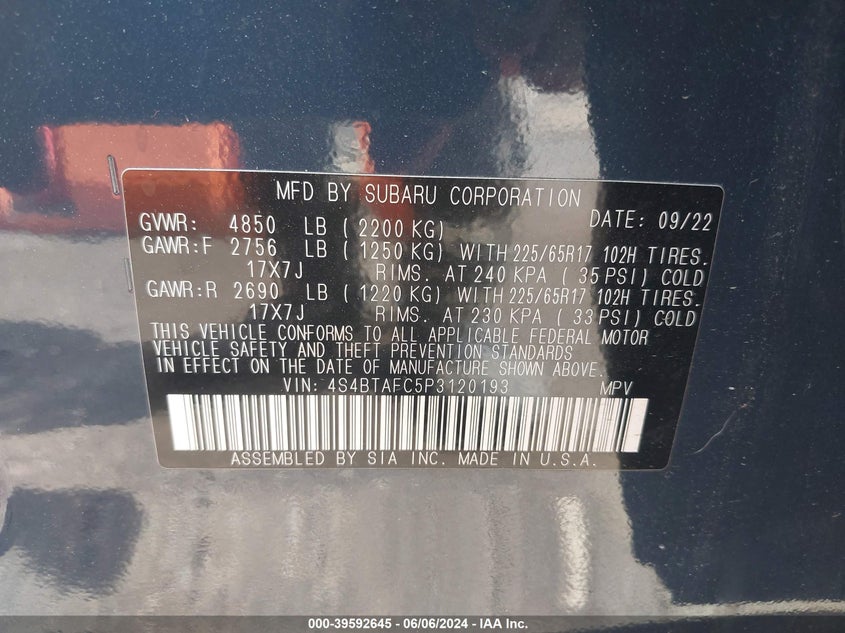 MFD BY SUBARU CORPORATION
GVWR: 4850 LB ( 2200 KG) DATE: 09/22
GAWR:F 2756 LB ( 1250 KG) WITH 225/65R17 102H TIRES.
17X7J RIMS. AT 240 KPA ( 35 PSI) COLD
GAWR:R 2690 LB ( 1220 KG) WITH 225/65R17 102H TIRES.
17X7J RIMS. AT 230 KPA ( 33 PSI) COLD
THIS VEHICLE CONFORMS TO ALL APPLICABLE FEDERAL MOTOR
VEHICLE SAFETY AND THEFT PREVENTION STANDARDS
IN EFFECT ON THE DATE OF MANUFACTURE SHOWN ABOVE.
VIN: 4S4BTAFC5P3120193 MPV
ASSEMBLED BY SIA INC. MADE IN U.S.A.
000-39592645 - 06/06/2024 - IAA Inc.